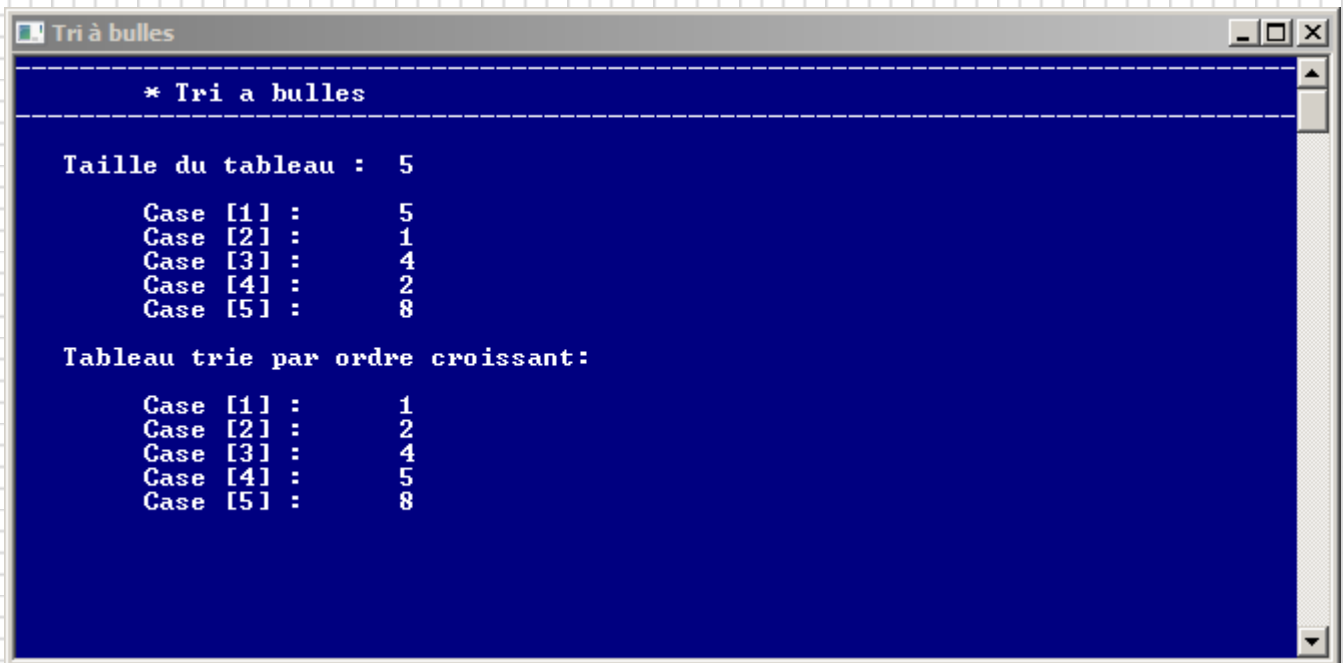 Tri à bulles
--------------------------------------------------------------------------------
* Tri a bulles
--------------------------------------------------------------------------------
Taille du tableau : 5
Case [1] : 5
Case [2] : 1
Case [3] : 4
Case [4] : 2
Case [5] : 8
Tableau trie par ordre croissant:
Case [1] : 1
Case [2] : 2
Case [3] : 4
Case [4] : 5
Case [5] : 8